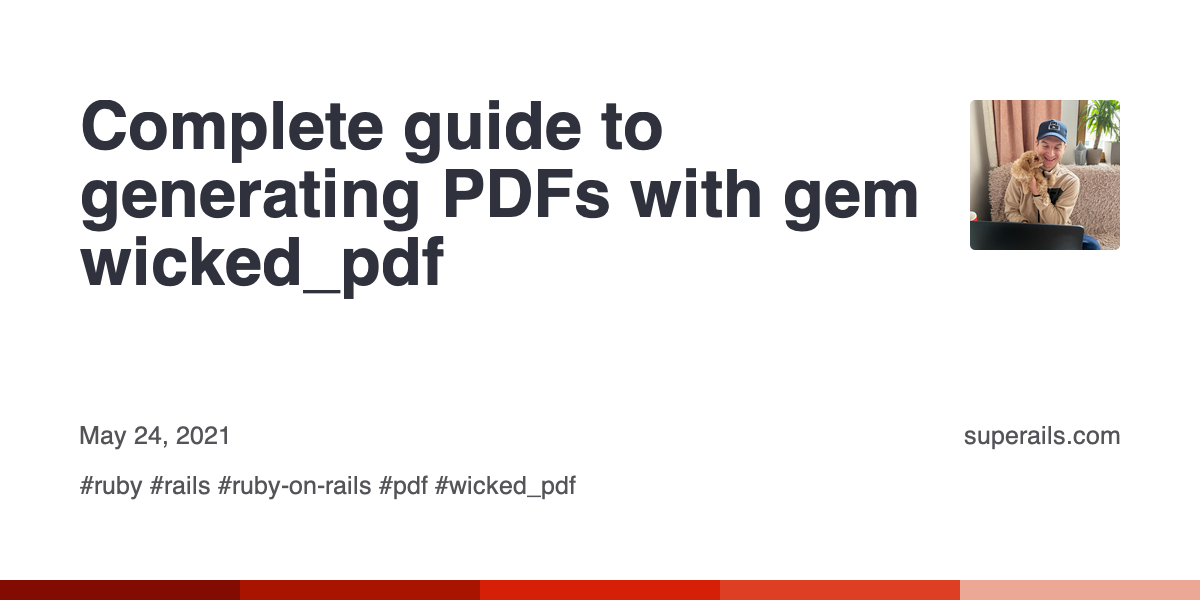 Complete guide to
generating PDFs with gem
wicked_pdf
May 24, 2021
superails.com
#ruby #rails #ruby-on-rails #pdf #wicked_pdf